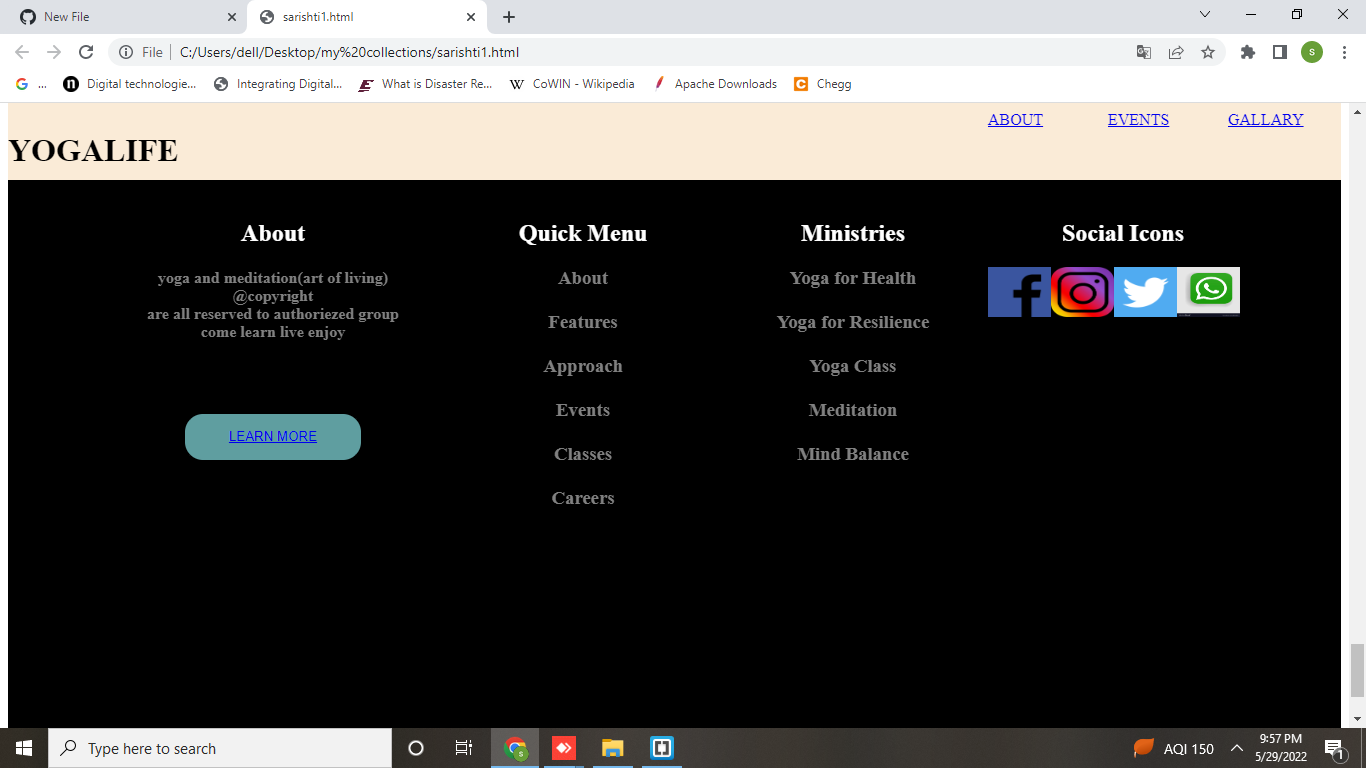 New File
sarishti1.html
File
C:/Users/dell/Desktop/my%20collections/sarishti1.html
s
G ...
n Digital technologie...
Integrating Digital...
E What is Disaster Re...
W CoWIN - Wikipedia
Apache Downloads
C Chegg
ABOUT EVENTS GALLARY
YOGALIFE
About
yoga and meditation(art of living)
@copyright
are all reserved to authoriezed group
come learn live enjoy
LEARN MORE
Quick Menu
About
Features
Approach
Events
Classes
Careers
Ministries
Yoga for Health
Yoga for Resilience
Yoga Class
Meditation
Mind Balance
Social Icons
Type here to search
AQI 150
9:57 PM
5/29/2022
1